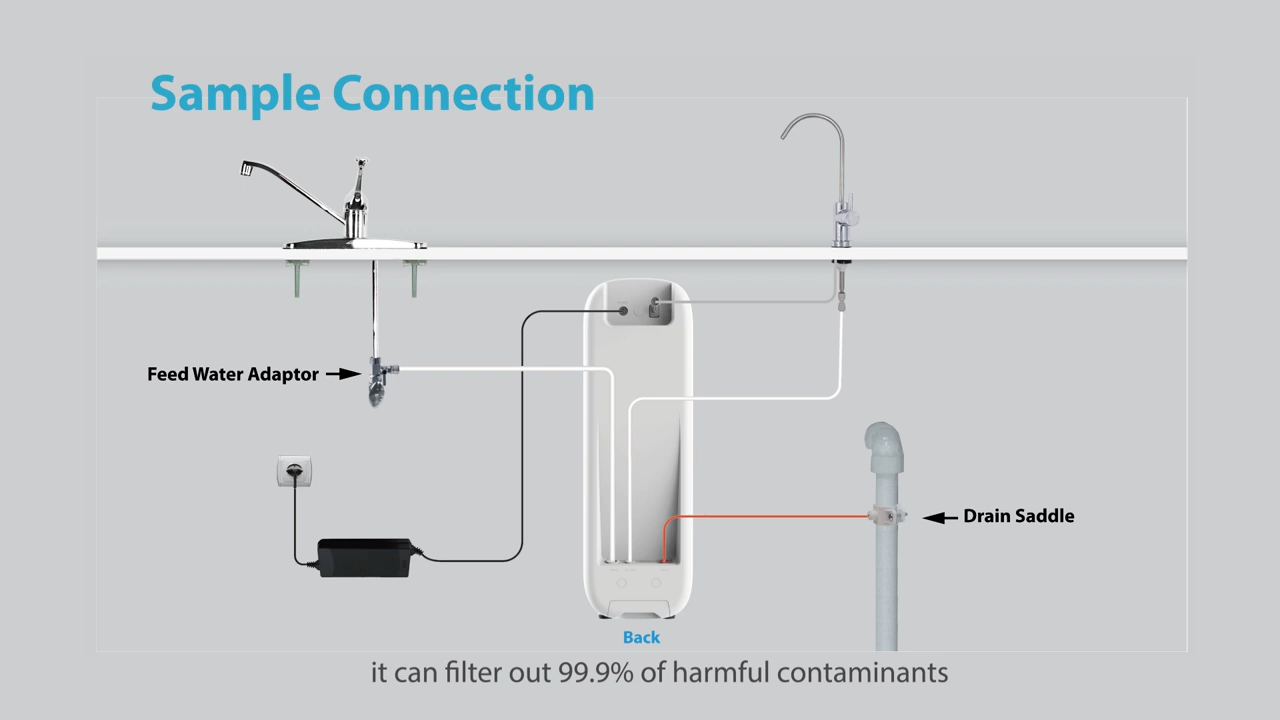 Sample Connection
Feed Water Adaptor
Drain Saddle
Back
it can filter out 99.9% of harmful contaminants